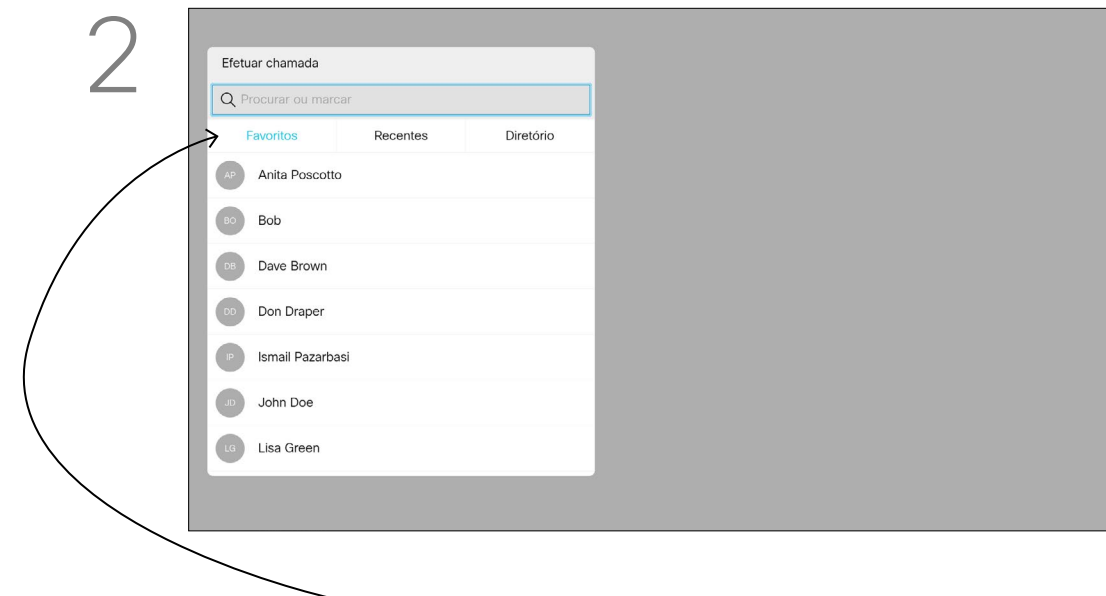 2
Efetuar chamada
Procurar ou marcar
Favoritos Recentes Diretório
AP Anita Poscotto
BO Bob
DB Dave Brown
DD Don Draper
IP Ismail Pazarbasi
JD John Doe
LG Lisa Green